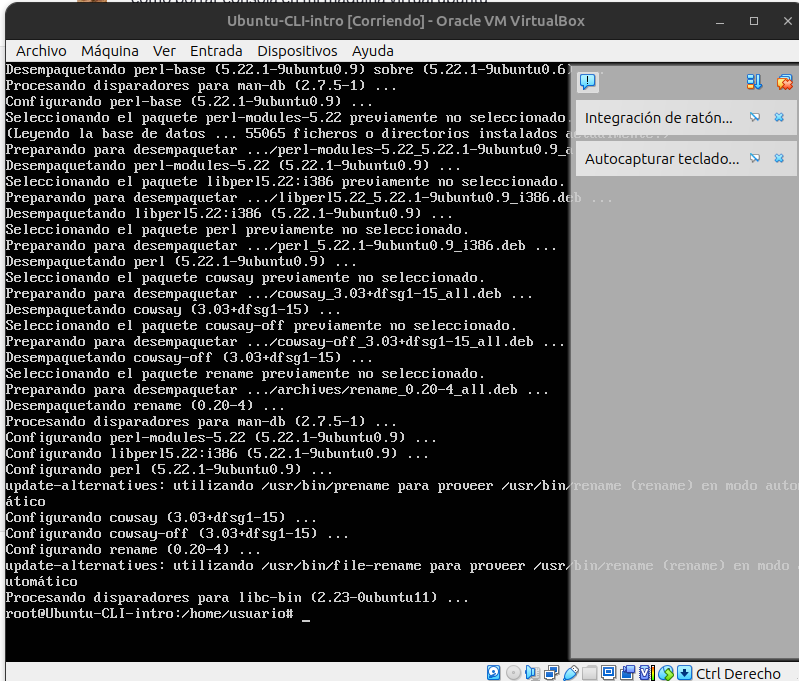 Ubuntu-CLI-intro [Corriendo] - Oracle VM VirtualBox
Archivo Máquina Ver Entrada Dispositivos Ayuda
Desempaquetando perl-base (5.22.1-9ubuntu0.9) sobre (5.22.1-9ubuntu0.6)
Procesando disparadores para man-db (2.7.5-1) ...
Configurando perl-base (5.22.1-9ubuntu0.9) ...
Seleccionando el paquete perl-modules-5.22 previamente no seleccionado.
(Leyendo la base de datos ... 55065 ficheros o directorios instalados actualmente.)
Preparando para desempaquetar .../perl-modules-5.22_5.22.1-9ubuntu0.9_a
Desempaquetando perl-modules-5.22 (5.22.1-9ubuntu0.9) ...
Seleccionando el paquete libperl5.22:i386 previamente no seleccionado.
Preparando para desempaquetar .../libperl5.22_5.22.1-9ubuntu0.9_i386.deb ...
Desempaquetando libperl5.22:i386 (5.22.1-9ubuntu0.9) ...
Seleccionando el paquete perl previamente no seleccionado.
Preparando para desempaquetar .../perl_5.22.1-9ubuntu0.9_i386.deb ...
Desempaquetando perl (5.22.1-9ubuntu0.9) ...
Seleccionando el paquete cowsay previamente no seleccionado.
Preparando para desempaquetar .../cowsay_3.03+dfsg1-15_all.deb ...
Desempaquetando cowsay (3.03+dfsg1-15) ...
Seleccionando el paquete cowsay-off previamente no seleccionado.
Preparando para desempaquetar .../cowsay-off_3.03+dfsg1-15_all.deb ...
Desempaquetando cowsay-off (3.03+dfsg1-15) ...
Seleccionando el paquete rename previamente no seleccionado.
Preparando para desempaquetar .../archives/rename_0.20-4_all.deb ...
Desempaquetando rename (0.20-4) ...
Procesando disparadores para man-db (2.7.5-1) ...
Configurando perl-modules-5.22 (5.22.1-9ubuntu0.9) ...
Configurando libperl5.22:i386 (5.22.1-9ubuntu0.9) ...
Configurando perl (5.22.1-9ubuntu0.9) ...
update-alternatives: utilizando /usr/bin/prename para proveer /usr/bin/rename (rename) en modo autom
ático
Configurando cowsay (3.03+dfsg1-15) ...
Configurando cowsay-off (3.03+dfsg1-15) ...
Configurando rename (0.20-4) ...
update-alternatives: utilizando /usr/bin/file-rename para proveer /usr/bin/rename (rename) en modo a
utomático
Procesando disparadores para libc-bin (2.23-0ubuntu11) ...
root@Ubuntu-CLI-intro:/home/usuario# _
Integración de ratón...
Autocapturar teclado...
Ctrl Derecho